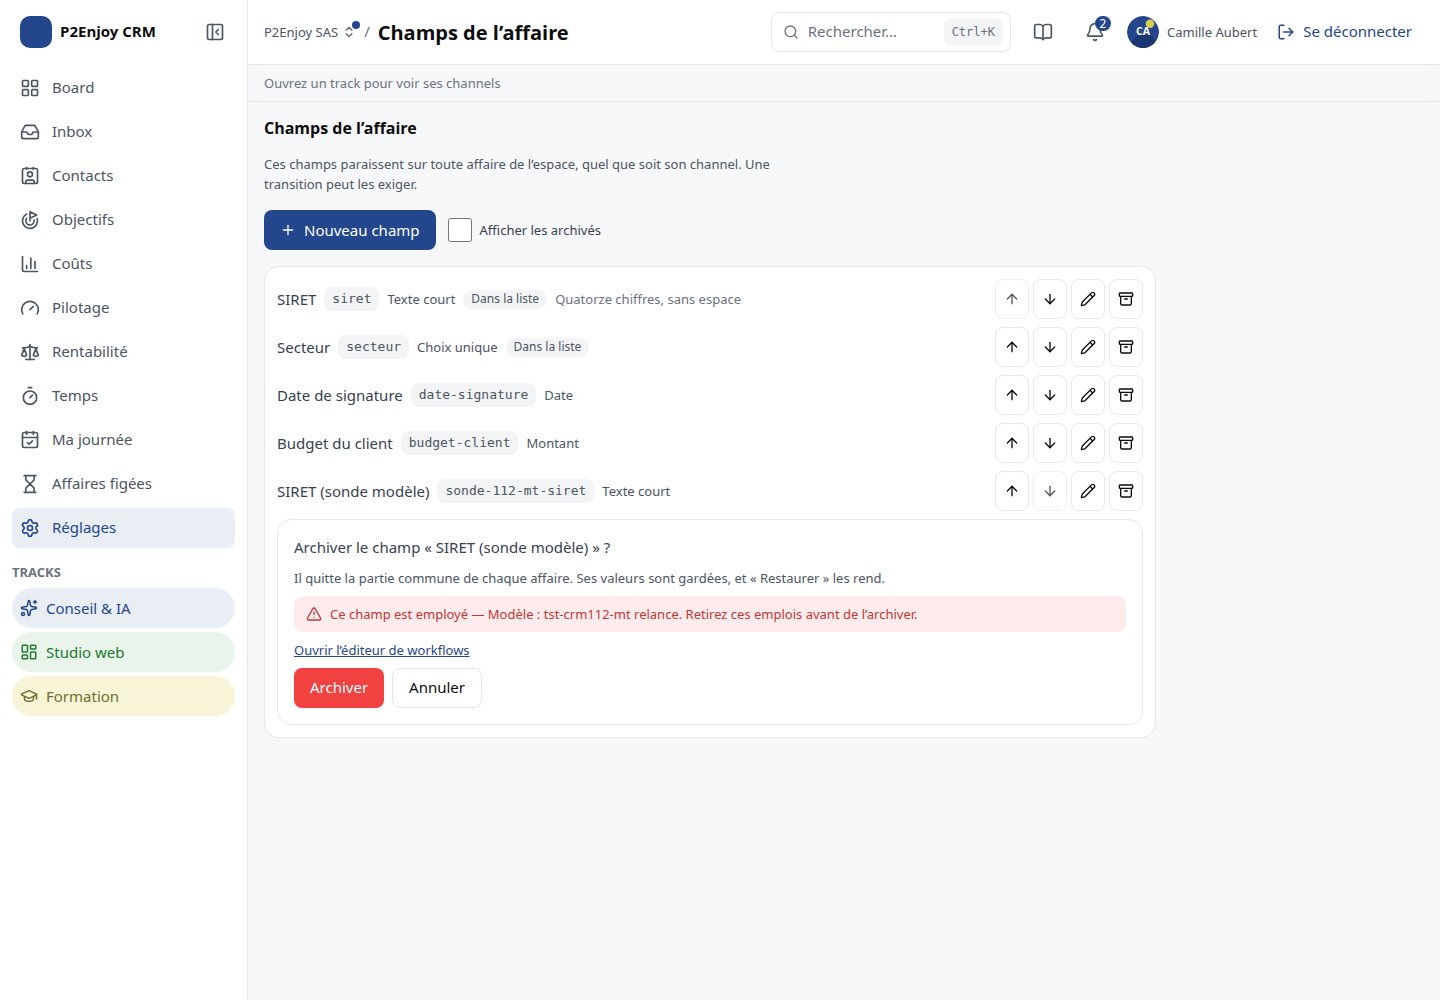 P2Enjoy CRM
P2Enjoy SAS / Champs de l’affaire
Rechercher... Ctrl+K
2
CA Camille Aubert
Se déconnecter
Board
Inbox
Contacts
Objectifs
Coûts
Pilotage
Rentabilité
Temps
Ma journée
Affaires figées
Réglages
TRACKS
Conseil & IA
Studio web
Formation
Ouvrez un track pour voir ses channels
Champs de l’affaire
Ces champs paraissent sur toute affaire de l’espace, quel que soit son channel. Une
transition peut les exiger.
Nouveau champ Afficher les archivés
SIRET siret Texte court Dans la liste Quatorze chiffres, sans espace
Secteur secteur Choix unique Dans la liste
Date de signature date-signature Date
Budget du client budget-client Montant
SIRET (sonde modèle) sonde-112-mt-siret Texte court
Archiver le champ « SIRET (sonde modèle) » ?
Il quitte la partie commune de chaque affaire. Ses valeurs sont gardées, et « Restaurer » les rend.
Ce champ est employé — Modèle : tst-crm112-mt relance. Retirez ces emplois avant de l’archiver.
Ouvrir l’éditeur de workflows
Archiver Annuler